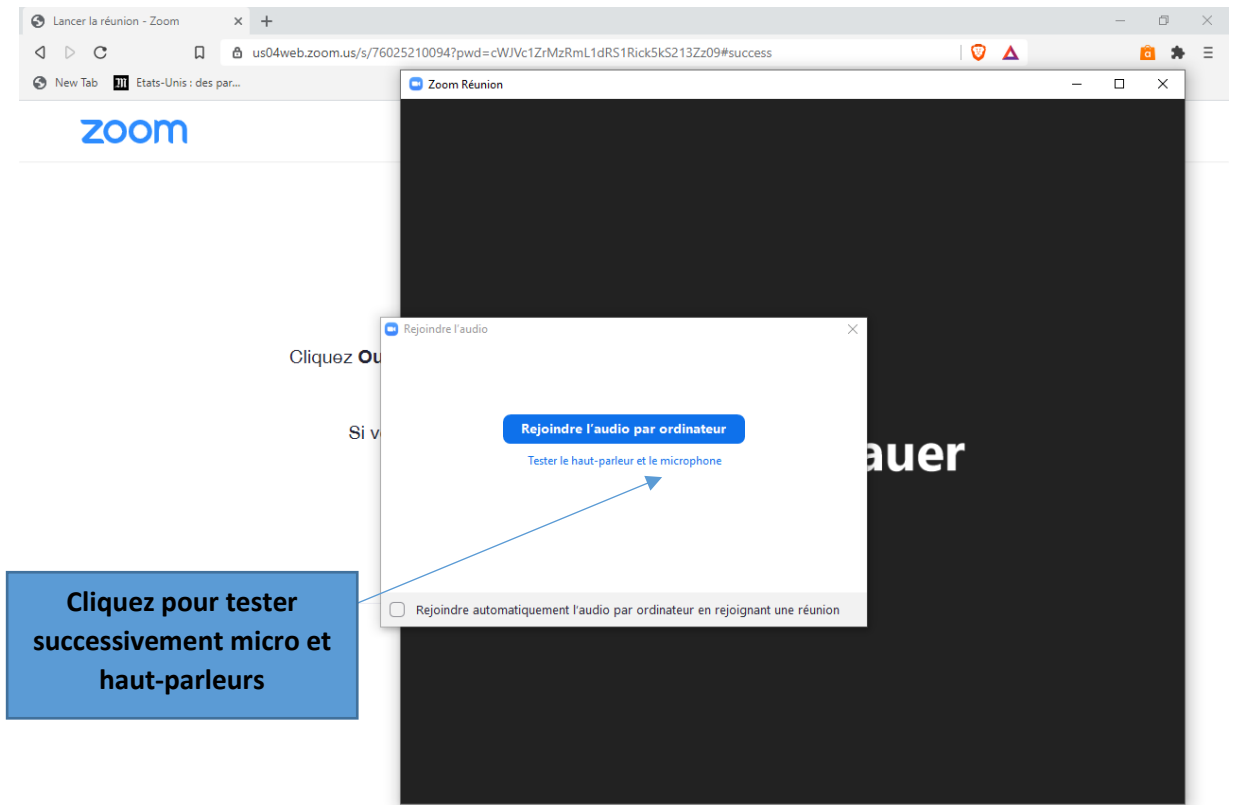 Lancer la réunion - Zoom
us04web.zoom.us/s/76025210094?pwd=cWJVc1ZrMzRmL1dRS1Rick5kS213Zz09#success
New Tab
Etats-Unis : des par...
Zoom Réunion
zoom
Rejoindre l'audio
Cliquez Ou
Rejoindre l'audio par ordinateur
Si v
Tester le haut-parleur et le microphone
auer
Cliquez pour tester
successivement micro et
haut-parleurs
Rejoindre automatiquement l'audio par ordinateur en rejoignant une réunion